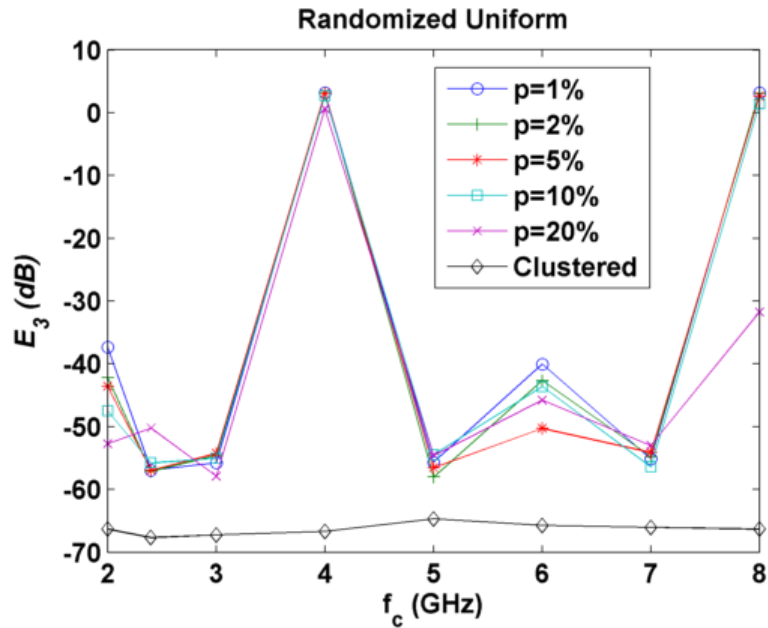 Randomized Uniform
10
0
-10
-20
-30
-40
-50
-60
-70
E3 (dB)
p=1%
p=2%
p=5%
p=10%
p=20%
Clustered
2 3 4 5 6 7 8
fc (GHz)